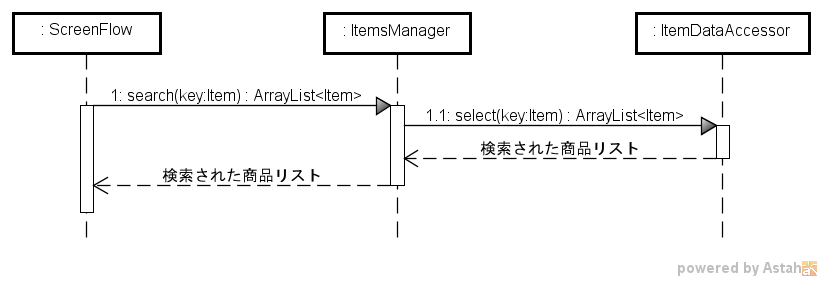 : ScreenFlow
: ItemsManager
: ItemDataAccessor
1: search(key:Item) : ArrayList<Item>
1.1: select(key:Item) : ArrayList<Item>
検索された商品リスト
検索された商品リスト
powered by Astah